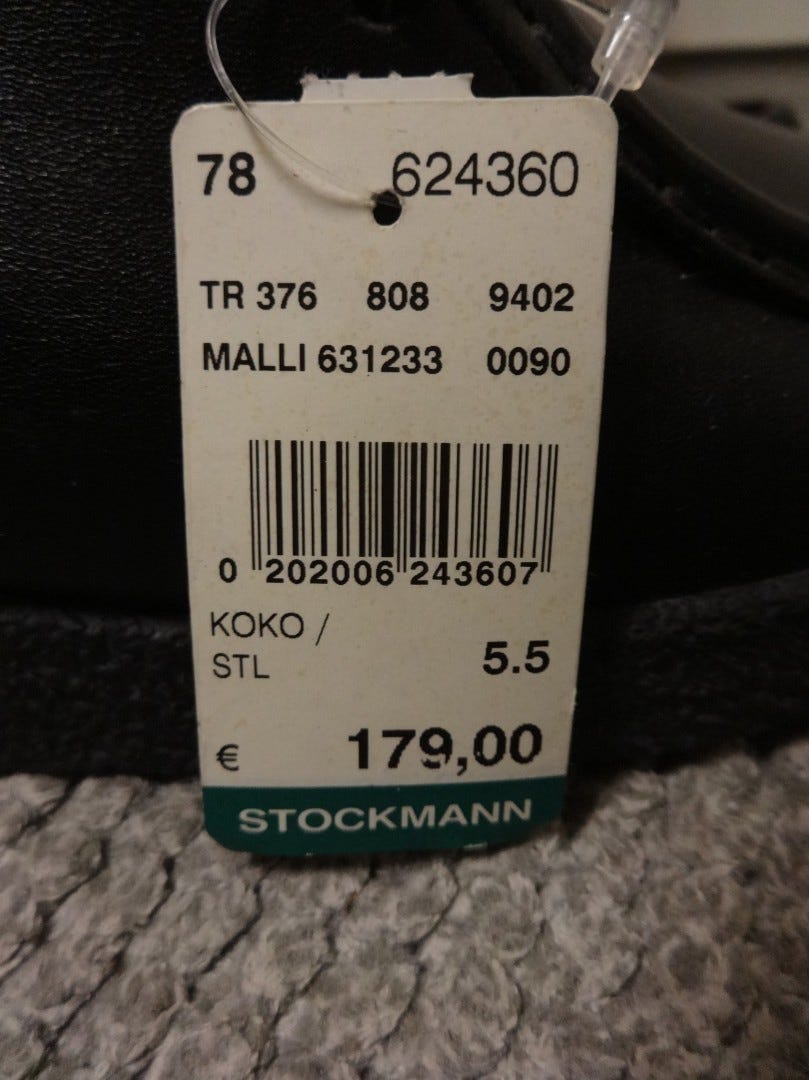 78 624360
TR 376 808 9402
MALLI 631233 0090
0 202006 243607
KOKO /
STL 5.5
€ 179,00
STOCKMANN